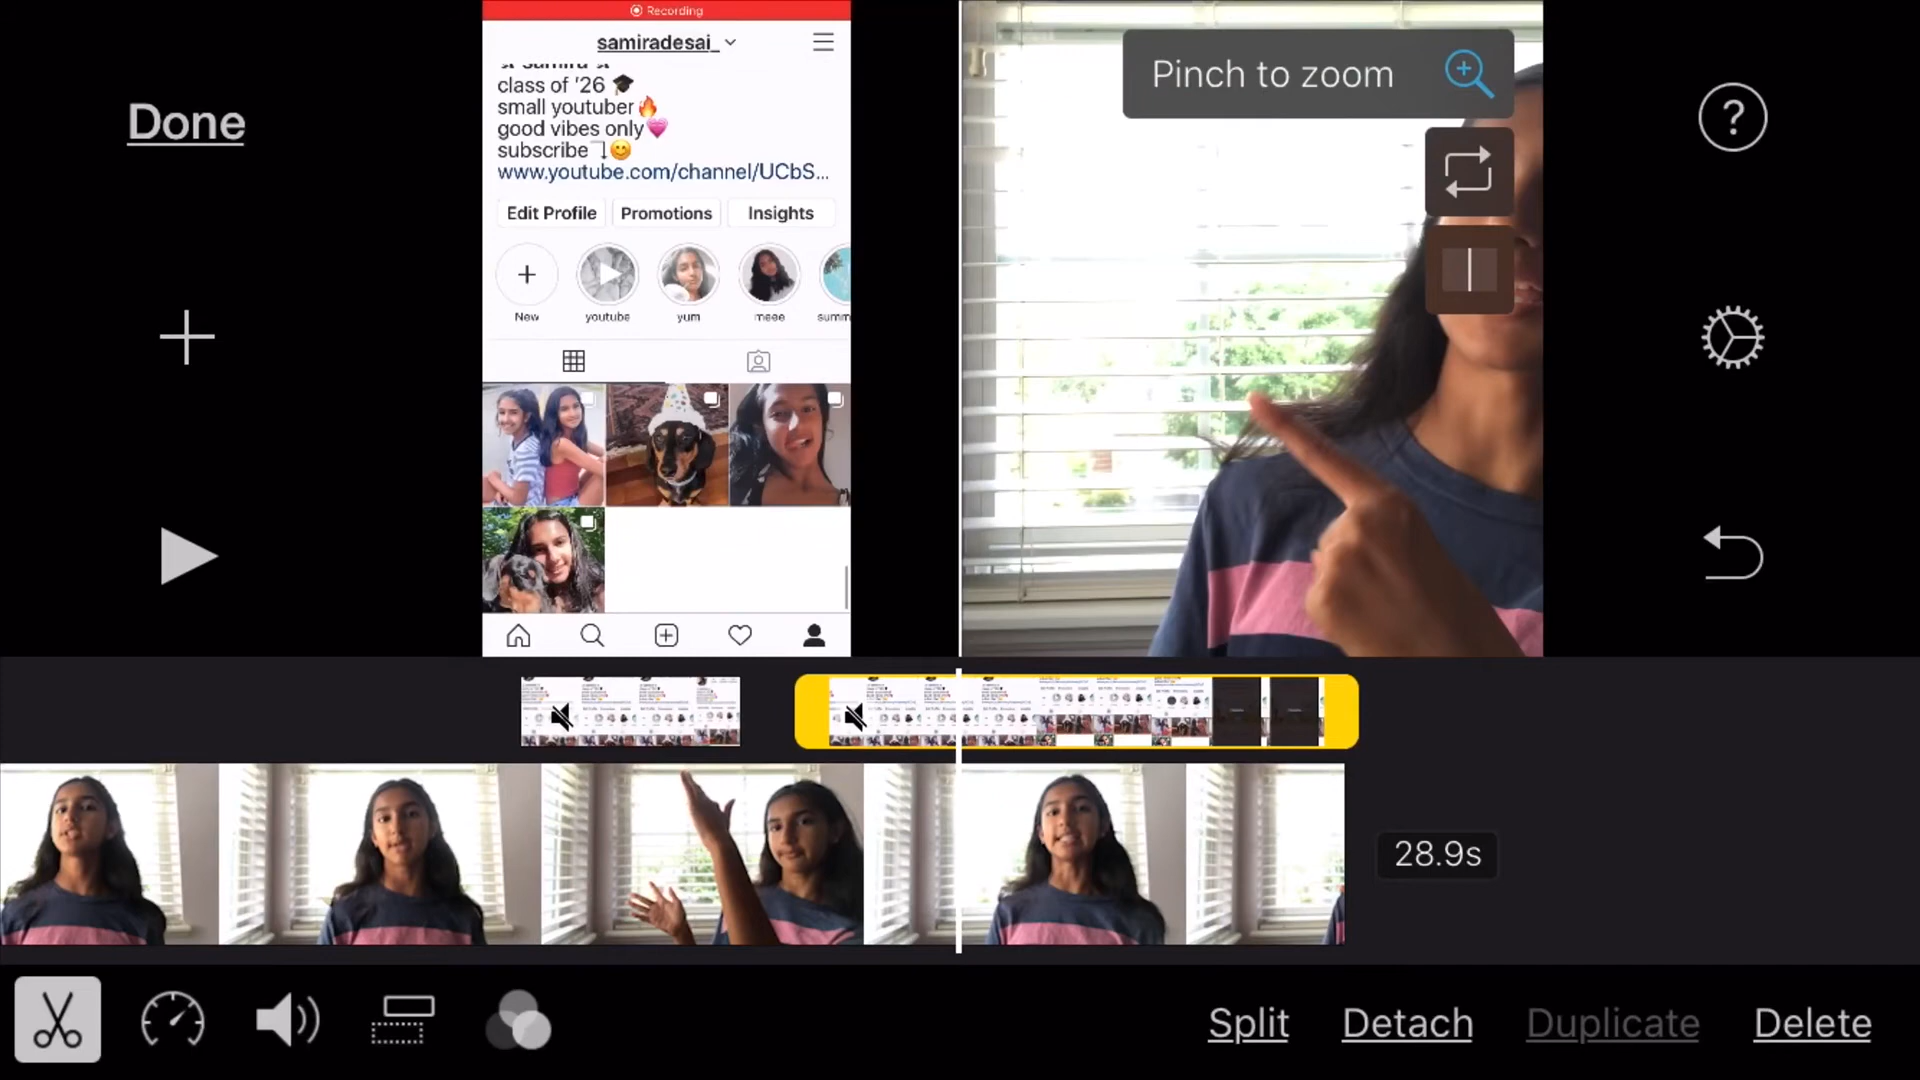 Recording
samiradesai_
class of '26 🎓
small youtuber🔥
good vibes only💗
subscribe⤵😊
www.youtube.com/channel/UCbS...
Edit Profile Promotions Insights
New youtube yum meee summ
Pinch to zoom
?
Done
28.9s
Split Detach Duplicate Delete